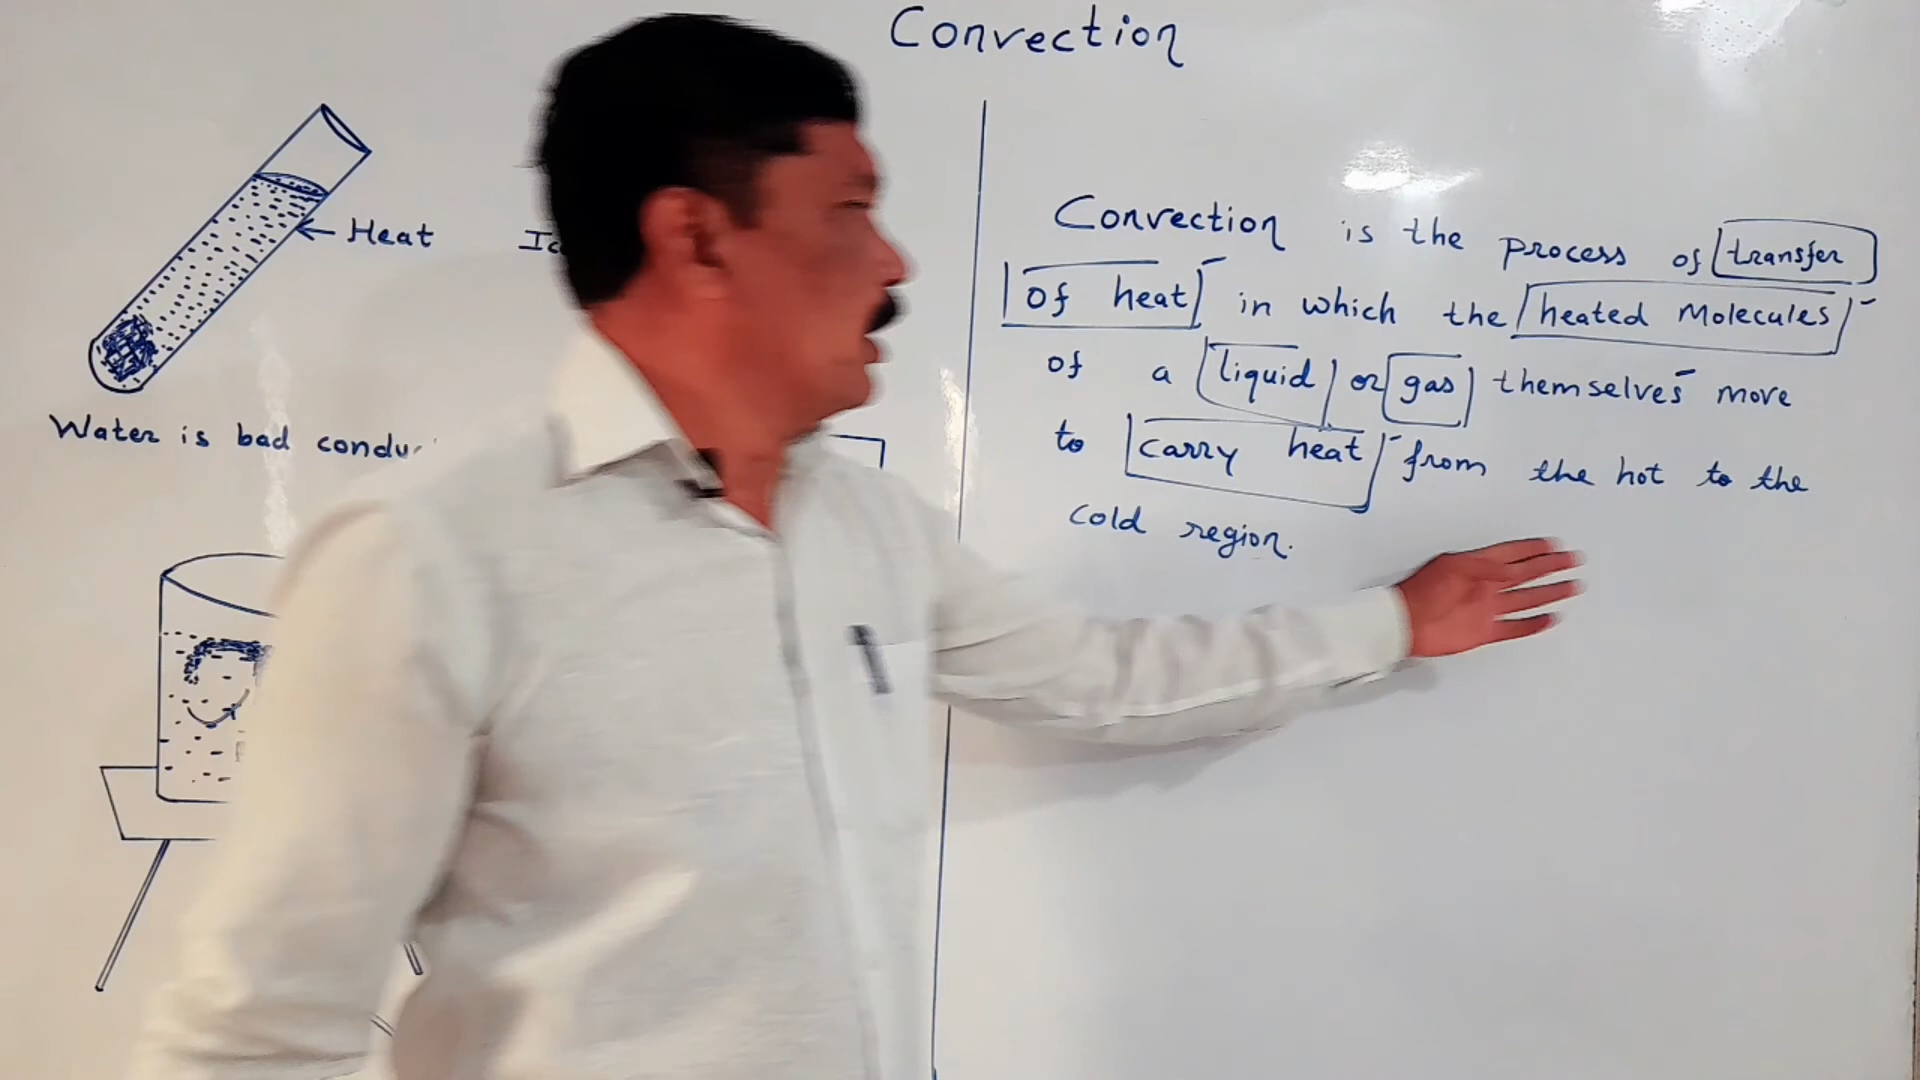 Convection
Heat
Water is bad
Convection is the process of transfer
of heat in which the heated Molecules
of a liquid or gas themselves move
to carry heat from the hot to the
cold region.